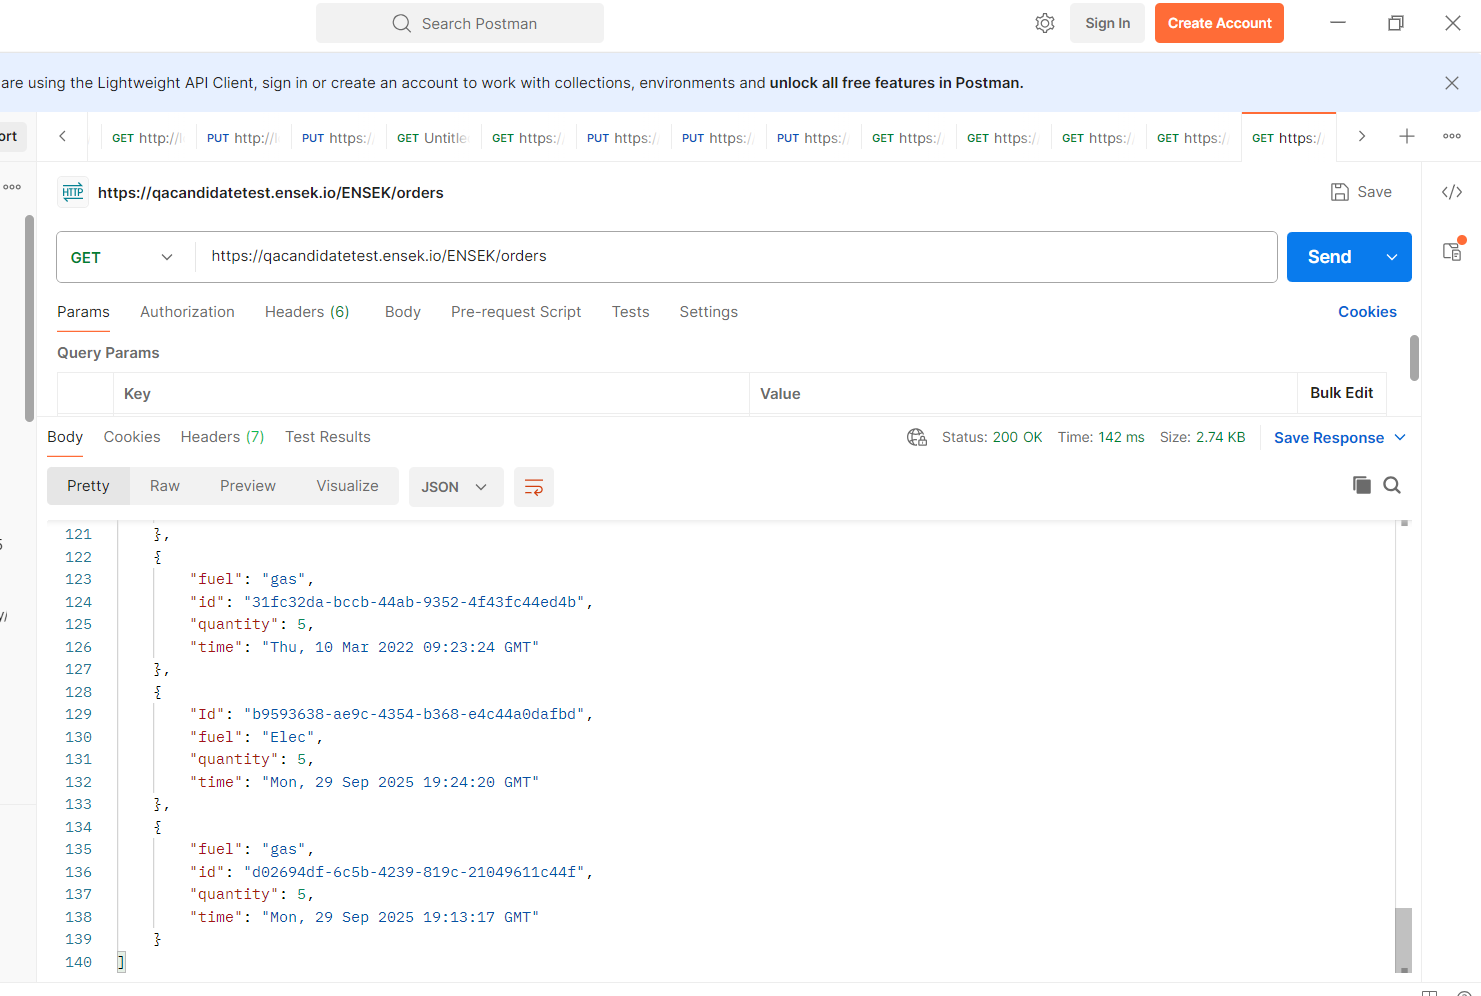 Search Postman
Sign In
Create Account
are using the Lightweight API Client, sign in or create an account to work with collections, environments and unlock all free features in Postman.
ort
GET http://
PUT http://
PUT https:/
GET Untitle
GET https:/
PUT https:/
PUT https:/
PUT https:/
GET https:/
GET https:/
GET https:/
GET https:/
GET https:/
HTTP
https://qacandidatetest.ensek.io/ENSEK/orders
Save
</>
GET
https://qacandidatetest.ensek.io/ENSEK/orders
Send
Params Authorization Headers (6) Body Pre-request Script Tests Settings
Cookies
Query Params
Key Value Bulk Edit
Body Cookies Headers (7) Test Results
Status: 200 OK Time: 142 ms Size: 2.74 KB Save Response
Pretty Raw Preview Visualize JSON
121 },
122 {
123 "fuel": "gas",
124 "id": "31fc32da-bccb-44ab-9352-4f43fc44ed4b",
125 "quantity": 5,
126 "time": "Thu, 10 Mar 2022 09:23:24 GMT"
127 },
128 {
129 "Id": "b9593638-ae9c-4354-b368-e4c44a0dafbd",
130 "fuel": "Elec",
131 "quantity": 5,
132 "time": "Mon, 29 Sep 2025 19:24:20 GMT"
133 },
134 {
135 "fuel": "gas",
136 "id": "d02694df-6c5b-4239-819c-21049611c44f",
137 "quantity": 5,
138 "time": "Mon, 29 Sep 2025 19:13:17 GMT"
139 }
140 ]
y/